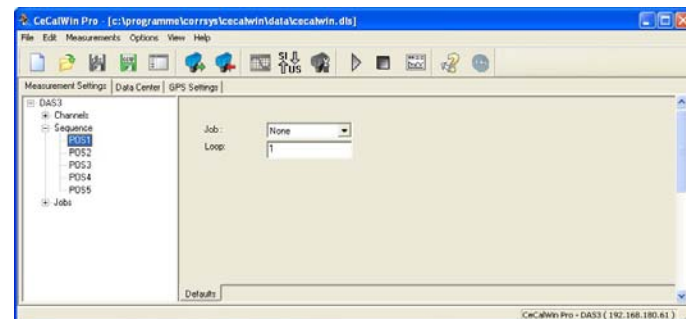 CeCalWin Pro - [c:\programme\corrsys\cecalwin\data\cecalwin.dls]
File Edit Measurements Options View Help
SI US
Measurement Settings Data Center GPS Settings
DAS3
Channels
Sequence
POS1
POS2
POS3
POS4
POS5
Jobs
Job: None
Loop: 1
Defaults
CeCalWin Pro - DAS3 ( 192.168.180.61 )